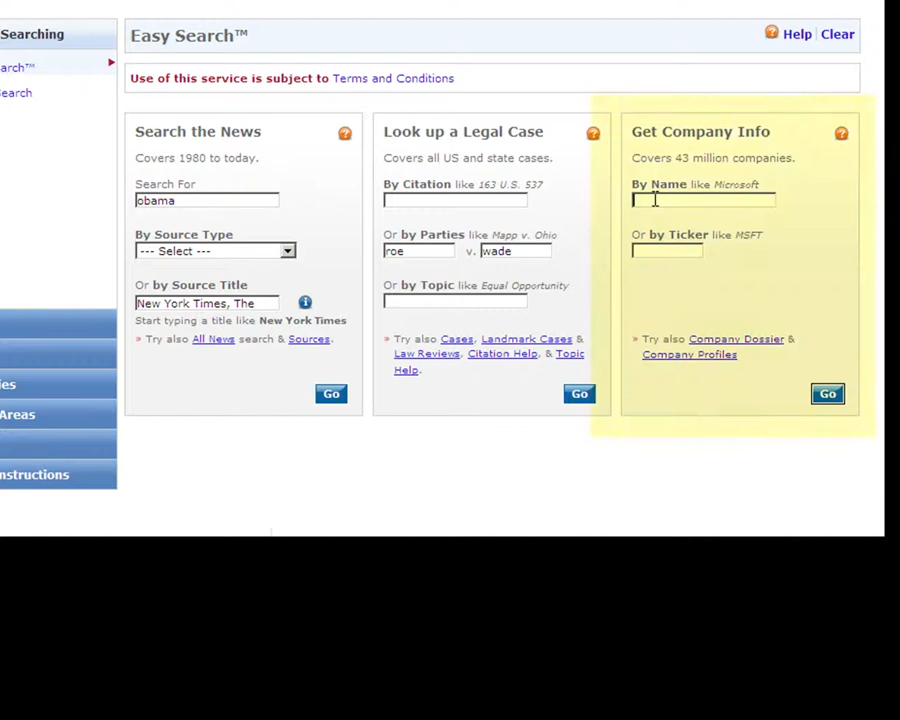 Searching
Easy Search™
Help | Clear
arch™
earch
Use of this service is subject to Terms and Conditions
Search the News
Covers 1980 to today.
Search For
obama
By Source Type
--- Select ---
Or by Source Title
New York Times, The
Start typing a title like New York Times
» Try also All News search & Sources.
Go
Look up a Legal Case
Covers all US and state cases.
By Citation like 163 U.S. 537
Or by Parties like Mapp v. Ohio
roe v. wade
Or by Topic like Equal Opportunity
» Try also Cases, Landmark Cases &
Law Reviews, Citation Help, & Topic
Help.
Go
Get Company Info
Covers 43 million companies.
By Name like Microsoft
Or by Ticker like MSFT
» Try also Company Dossier &
Company Profiles
Go
ies
Areas
nstructions